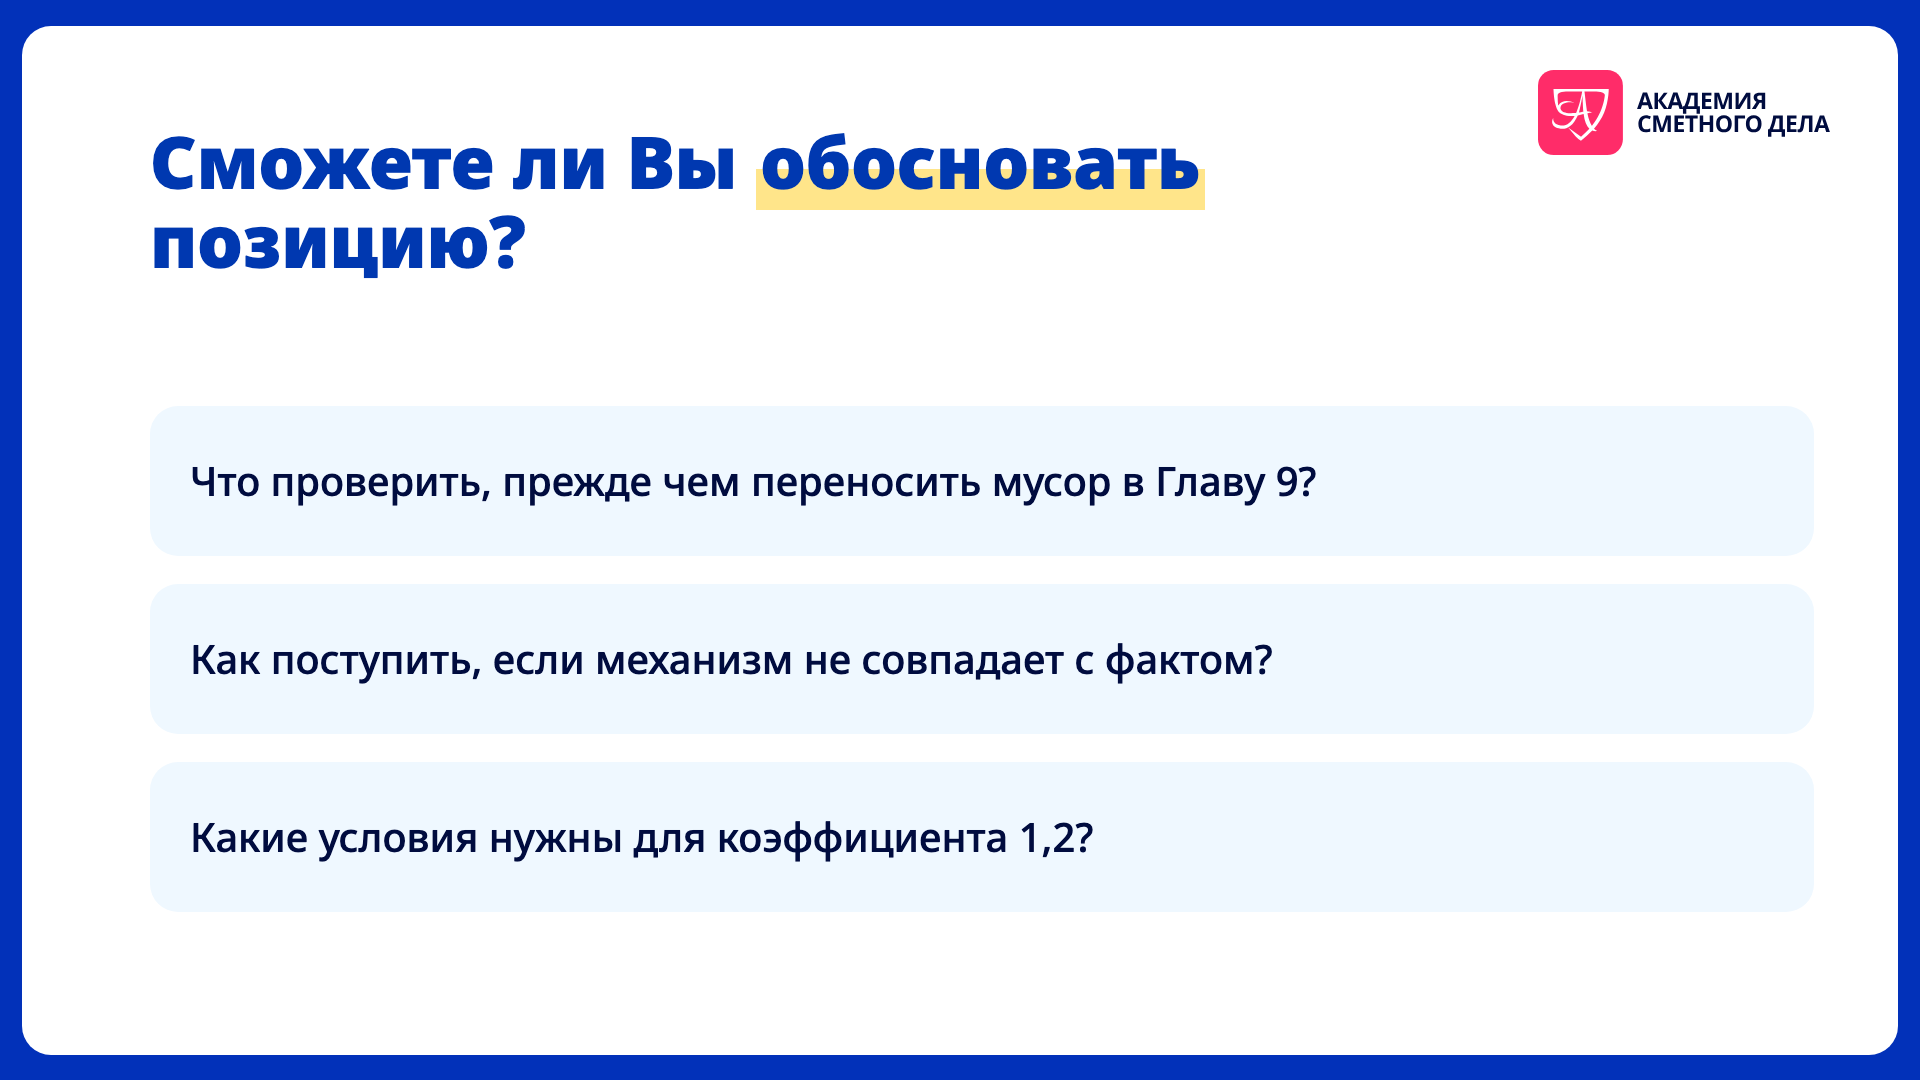 АКАДЕМИЯ
СМЕТНОГО ДЕЛА
Сможете ли Вы обосновать
позицию?
Что проверить, прежде чем переносить мусор в Главу 9?
Как поступить, если механизм не совпадает с фактом?
Какие условия нужны для коэффициента 1,2?